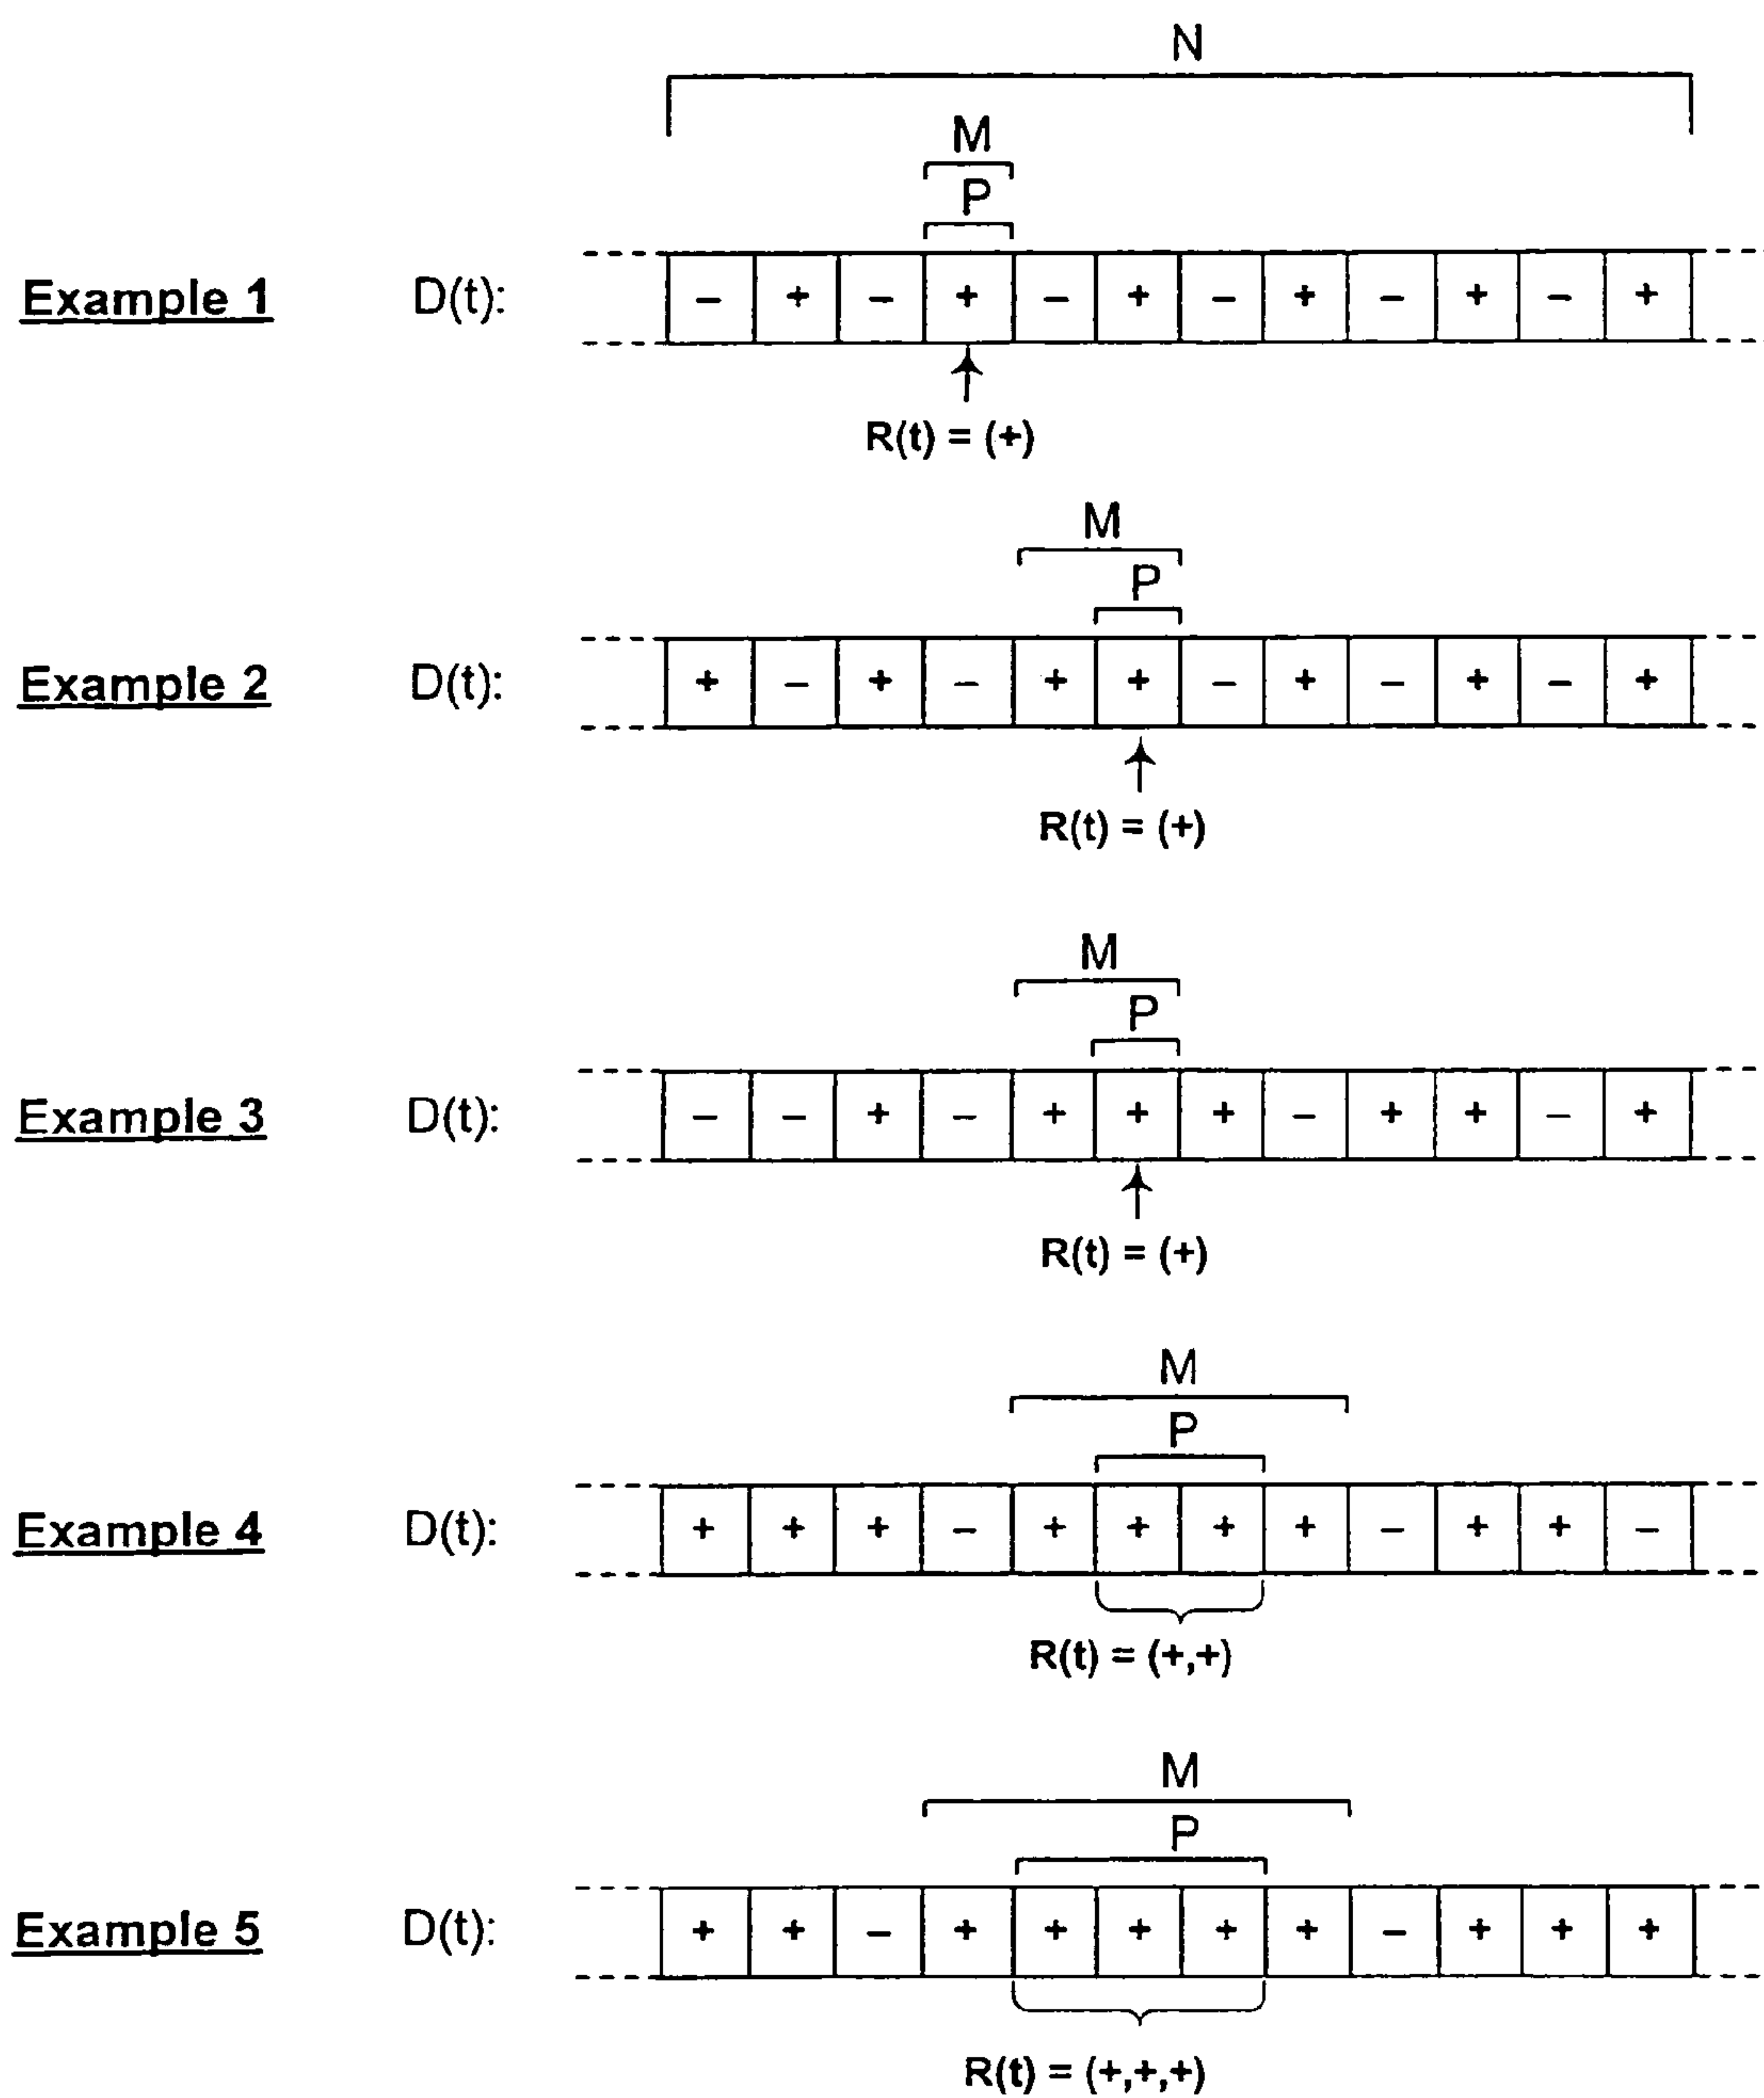 N
M
P
Example 1 D(t): – + – + – + – + – + – +
R(t) = (+)
M
P
Example 2 D(t): + – + – + + – + – + – +
R(t) = (+)
M
P
Example 3 D(t): – – + – + + + – + + – +
R(t) = (+)
M
P
Example 4 D(t): + + + – + + + + – + + –
R(t) = (+,+)
M
P
Example 5 D(t): + + – + + + + + – + + +
R(t) = (+,+,+)